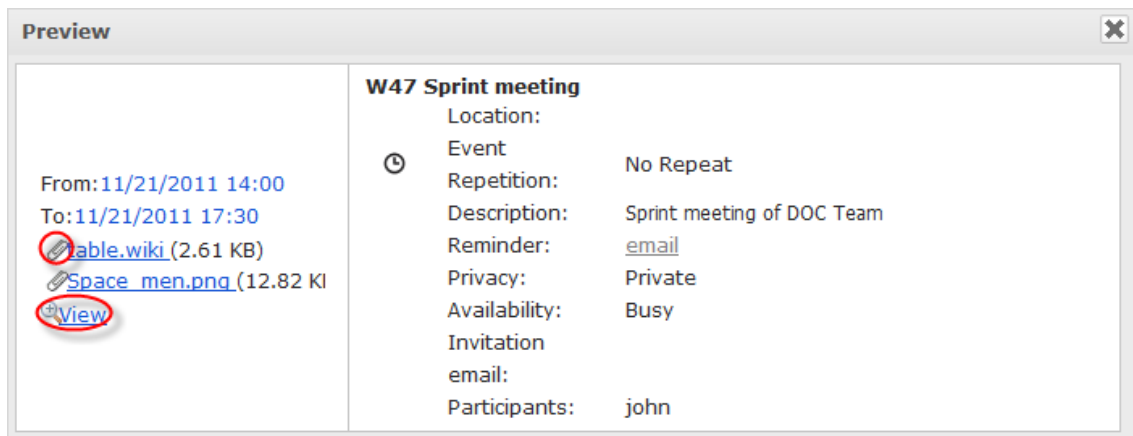 Preview
From:11/21/2011 14:00
To:11/21/2011 17:30
table.wiki (2.61 KB)
Space_men.png (12.82 KI
View
W47 Sprint meeting
Location:
Event
Repetition: No Repeat
Description: Sprint meeting of DOC Team
Reminder: email
Privacy: Private
Availability: Busy
Invitation
email:
Participants: john